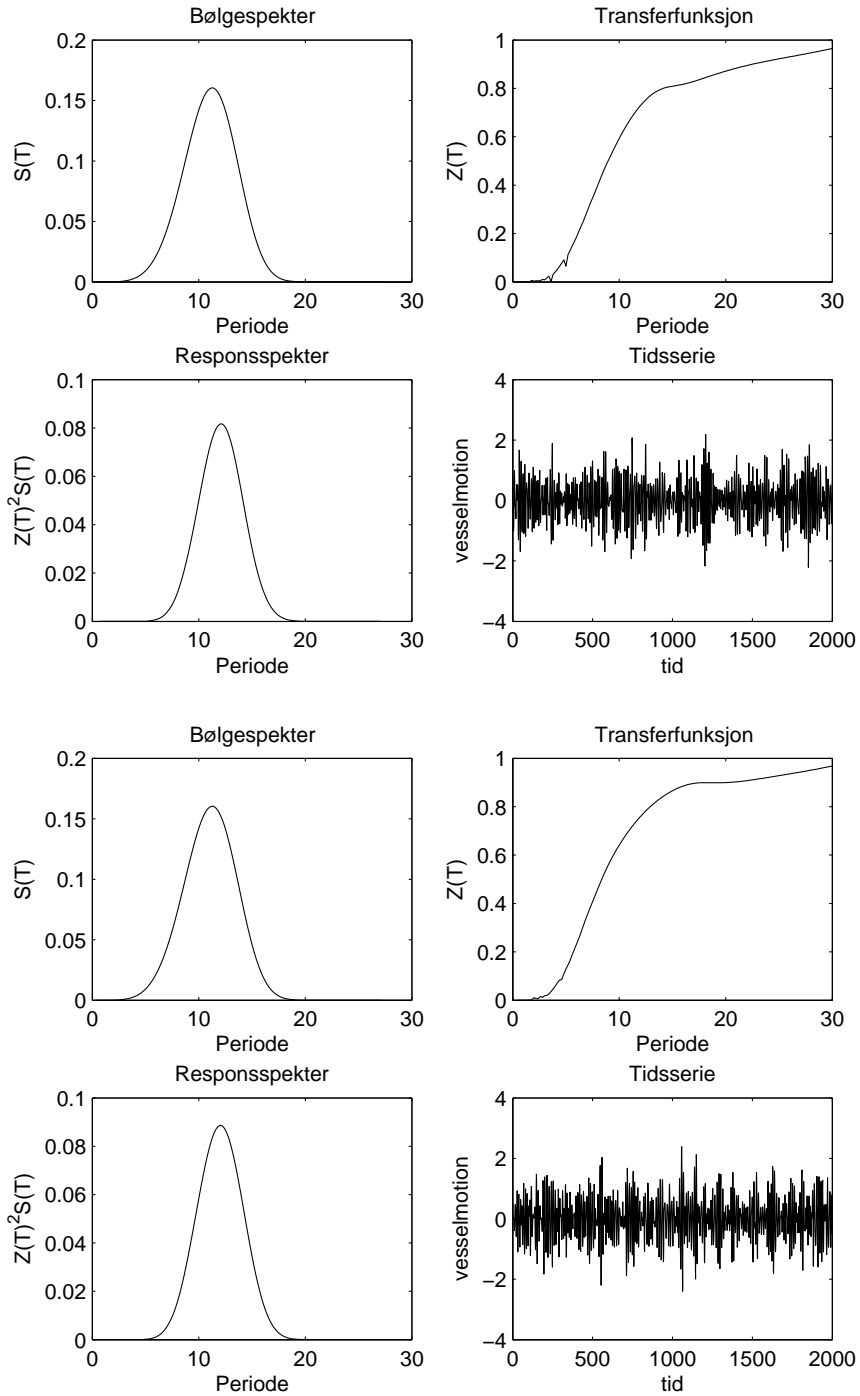 Bølgespekter
0.2
0.15
0.1
0.05
0
S(T)
0 10 20 30
Periode
Transferfunksjon
1
0.8
0.6
0.4
0.2
0
Z(T)
0 10 20 30
Periode
Responsspekter
0.1
0.08
0.06
0.04
0.02
0
Z(T)²S(T)
0 10 20 30
Periode
Tidsserie
4
2
0
−2
−4
vesselmotion
0 500 1000 1500 2000
tid
Bølgespekter
0.2
0.15
0.1
0.05
0
S(T)
0 10 20 30
Periode
Transferfunksjon
1
0.8
0.6
0.4
0.2
0
Z(T)
0 10 20 30
Periode
Responsspekter
0.1
0.08
0.06
0.04
0.02
0
Z(T)²S(T)
0 10 20 30
Periode
Tidsserie
4
2
0
−2
−4
vesselmotion
0 500 1000 1500 2000
tid